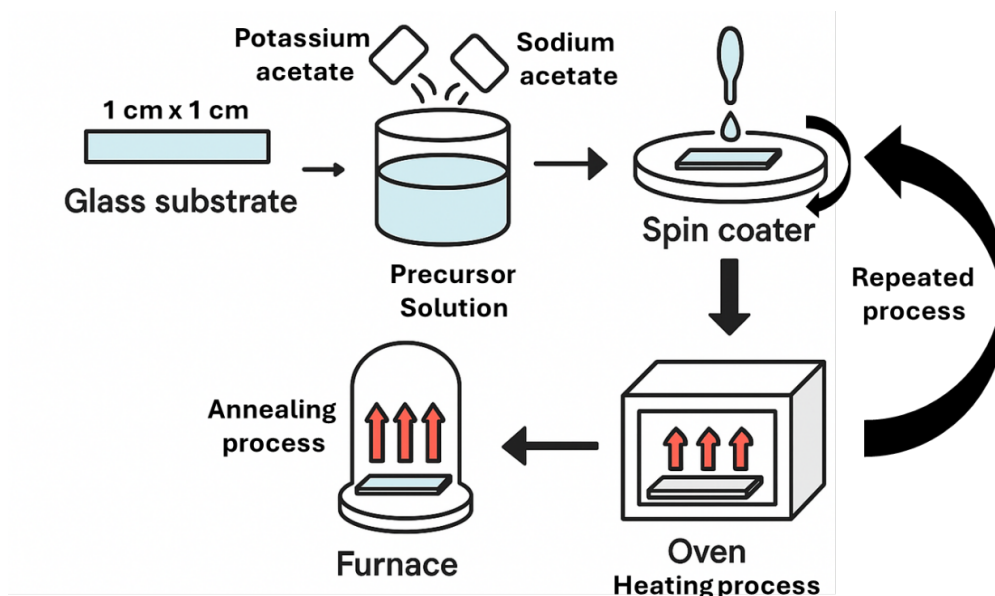 Potassium
acetate
Sodium
acetate
1 cm x 1 cm
Glass substrate
Precursor
Solution
Spin coater
Repeated
process
Annealing
process
Furnace
Oven
Heating process